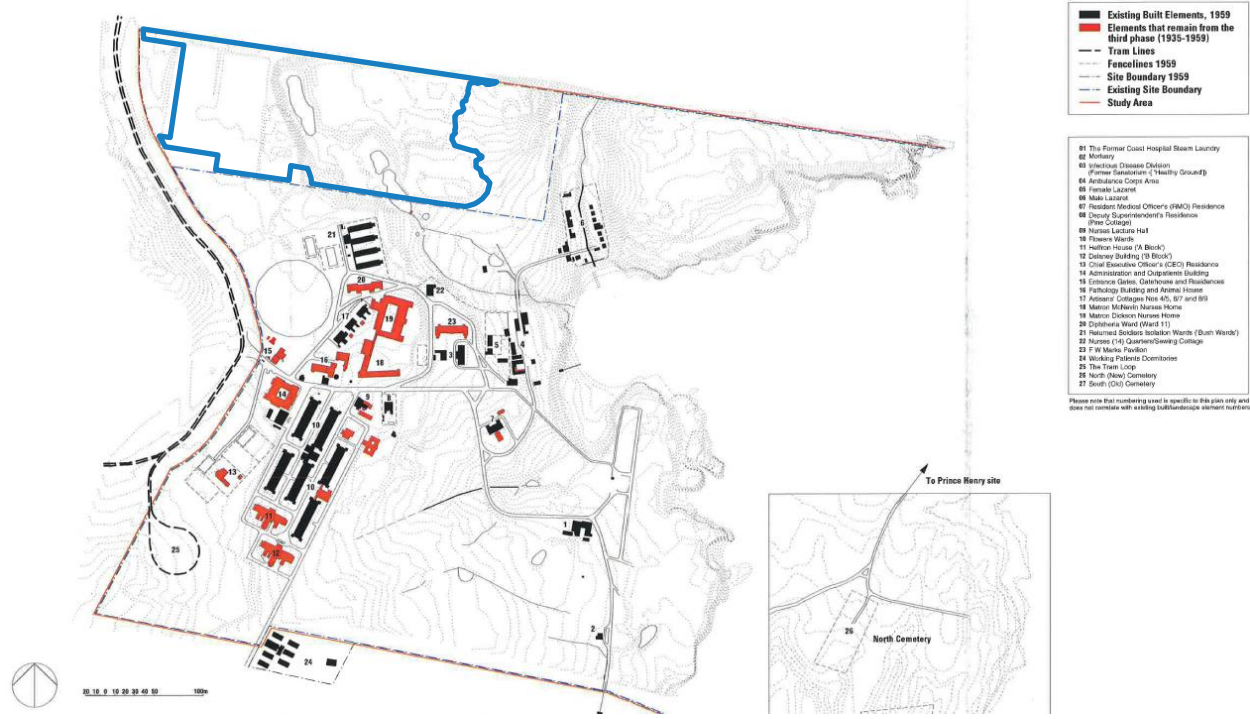 Existing Built Elements, 1959
Elements that remain from the
third phase (1935-1959)
Tram Lines
Fencelines 1959
Site Boundary 1959
Existing Site Boundary
Study Area
01 The Former Coast Hospital Steam Laundry
02 Mortuary
03 Infectious Disease Division
(Former Sanatorium -[ 'Healthy Ground'])
04 Ambulance Corps Area
05 Female Lazaret
06 Male Lazaret
07 Resident Medical Officer's (RMO) Residence
08 Deputy Superintendent's Residence
(Pine Cottage)
09 Nurses Lecture Hall
10 Flowers Wards
11 Heffron House ('A Block')
12 Delaney Building ('B Block')
13 Chief Executive Officer's (CEO) Residence
14 Administration and Outpatients Building
15 Entrance Gates, Gatehouse and Residences
16 Pathology Building and Animal House
17 Artisans' Cottages Nos 4/5, 6/7 and 8/9
18 Matron McNevin Nurses Home
19 Matron Dickson Nurses Home
20 Diphtheria Ward (Ward 11)
21 Returned Soldiers Isolation Wards ('Bush Wards')
22 Nurses (14) Quarters/Sewing Cottage
23 F W Marks Pavilion
24 Working Patients Dormitories
25 The Tram Loop
26 North (New) Cemetery
27 South (Old) Cemetery
Please note that numbering used is specific to this plan only and
does not correlate with existing built/landscape element numbers
6
21
20
22
17
19
23
5
4
15
16
18
3
14
9
8
7
10
13
10
11
1
12
25
2
24
To Prince Henry site
26
North Cemetery
20 10 0 10 20 30 40 50 100m